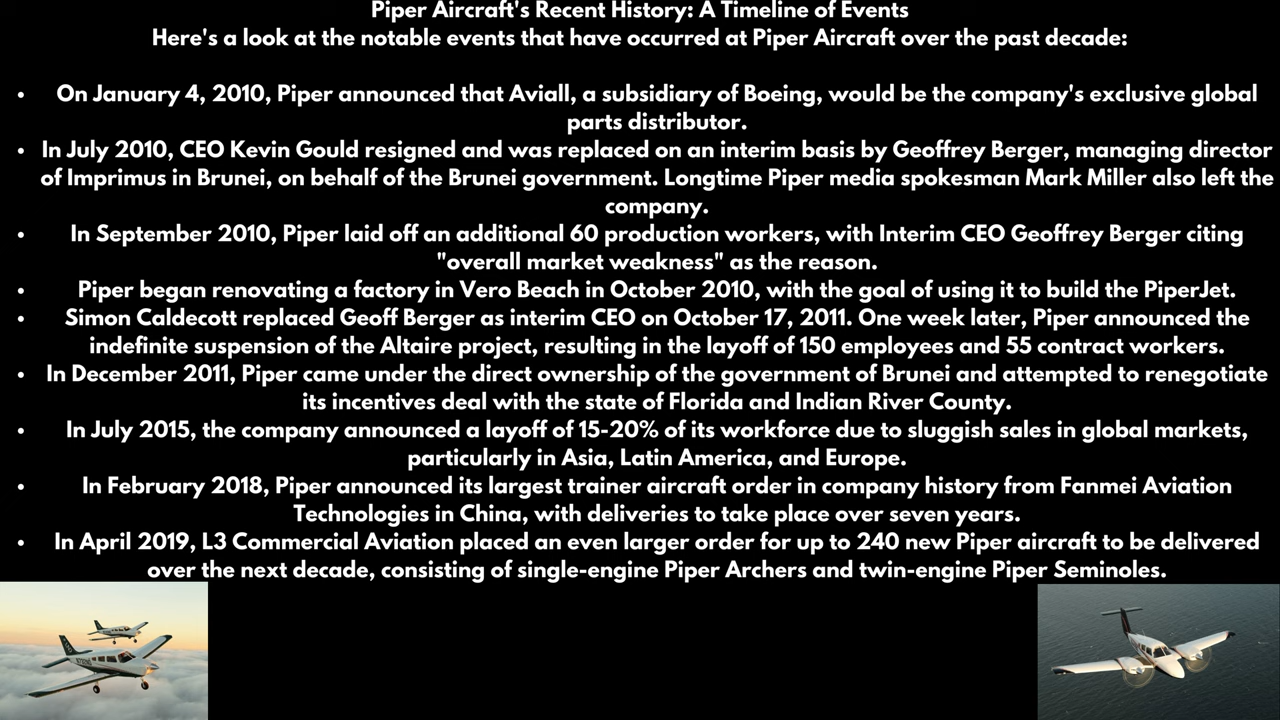 Piper Aircraft's Recent History: A Timeline of Events
Here's a look at the notable events that have occurred at Piper Aircraft over the past decade:
• On January 4, 2010, Piper announced that Aviall, a subsidiary of Boeing, would be the company's exclusive global
parts distributor.
• In July 2010, CEO Kevin Gould resigned and was replaced on an interim basis by Geoffrey Berger, managing director
of Imprimus in Brunei, on behalf of the Brunei government. Longtime Piper media spokesman Mark Miller also left the
company.
• In September 2010, Piper laid off an additional 60 production workers, with Interim CEO Geoffrey Berger citing
"overall market weakness" as the reason.
• Piper began renovating a factory in Vero Beach in October 2010, with the goal of using it to build the PiperJet.
• Simon Caldecott replaced Geoff Berger as interim CEO on October 17, 2011. One week later, Piper announced the
indefinite suspension of the Altaire project, resulting in the layoff of 150 employees and 55 contract workers.
• In December 2011, Piper came under the direct ownership of the government of Brunei and attempted to renegotiate
its incentives deal with the state of Florida and Indian River County.
• In July 2015, the company announced a layoff of 15-20% of its workforce due to sluggish sales in global markets,
particularly in Asia, Latin America, and Europe.
• In February 2018, Piper announced its largest trainer aircraft order in company history from Fanmei Aviation
Technologies in China, with deliveries to take place over seven years.
• In April 2019, L3 Commercial Aviation placed an even larger order for up to 240 new Piper aircraft to be delivered
over the next decade, consisting of single-engine Piper Archers and twin-engine Piper Seminoles.